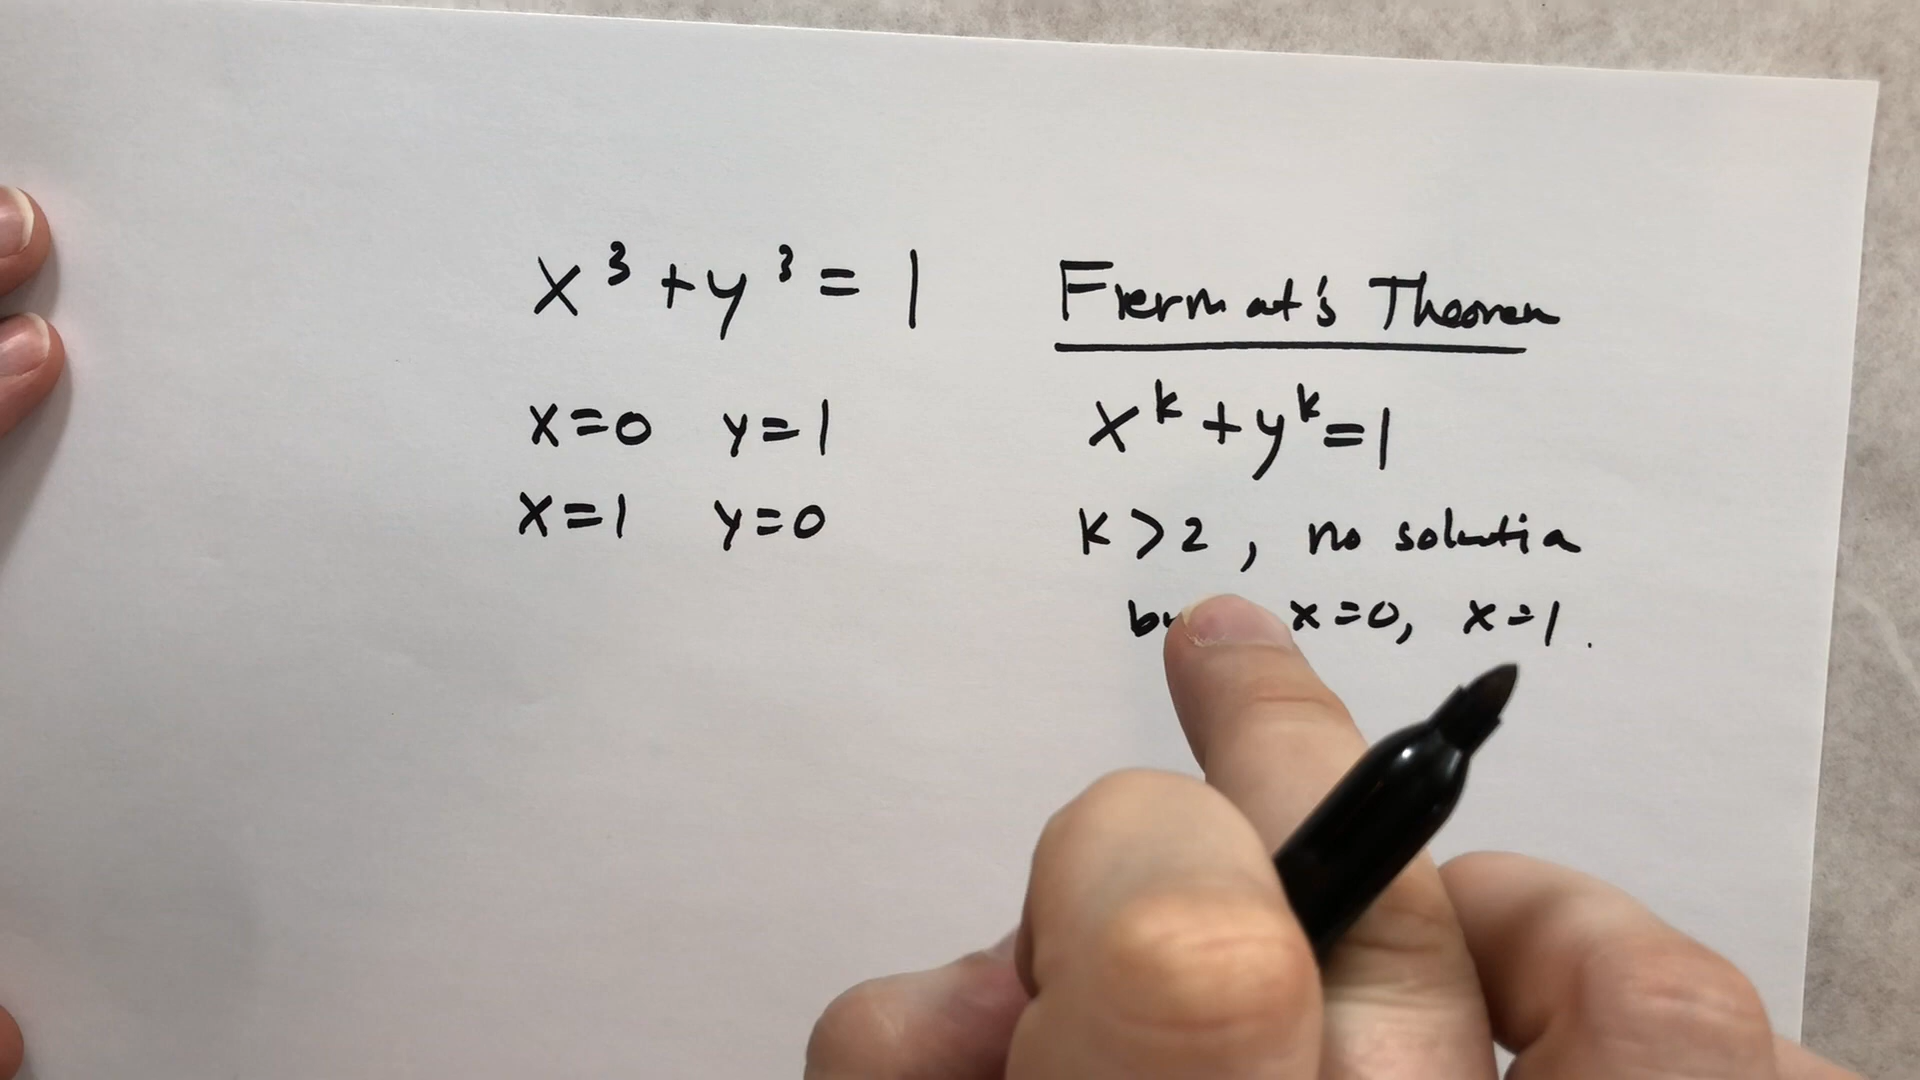 x³ + y³ = 1
x = 0 y = 1
x = 1 y = 0
Fermat's Theorem
xᵏ + yᵏ = 1
k > 2 , no solution
x = 0, x = 1 .